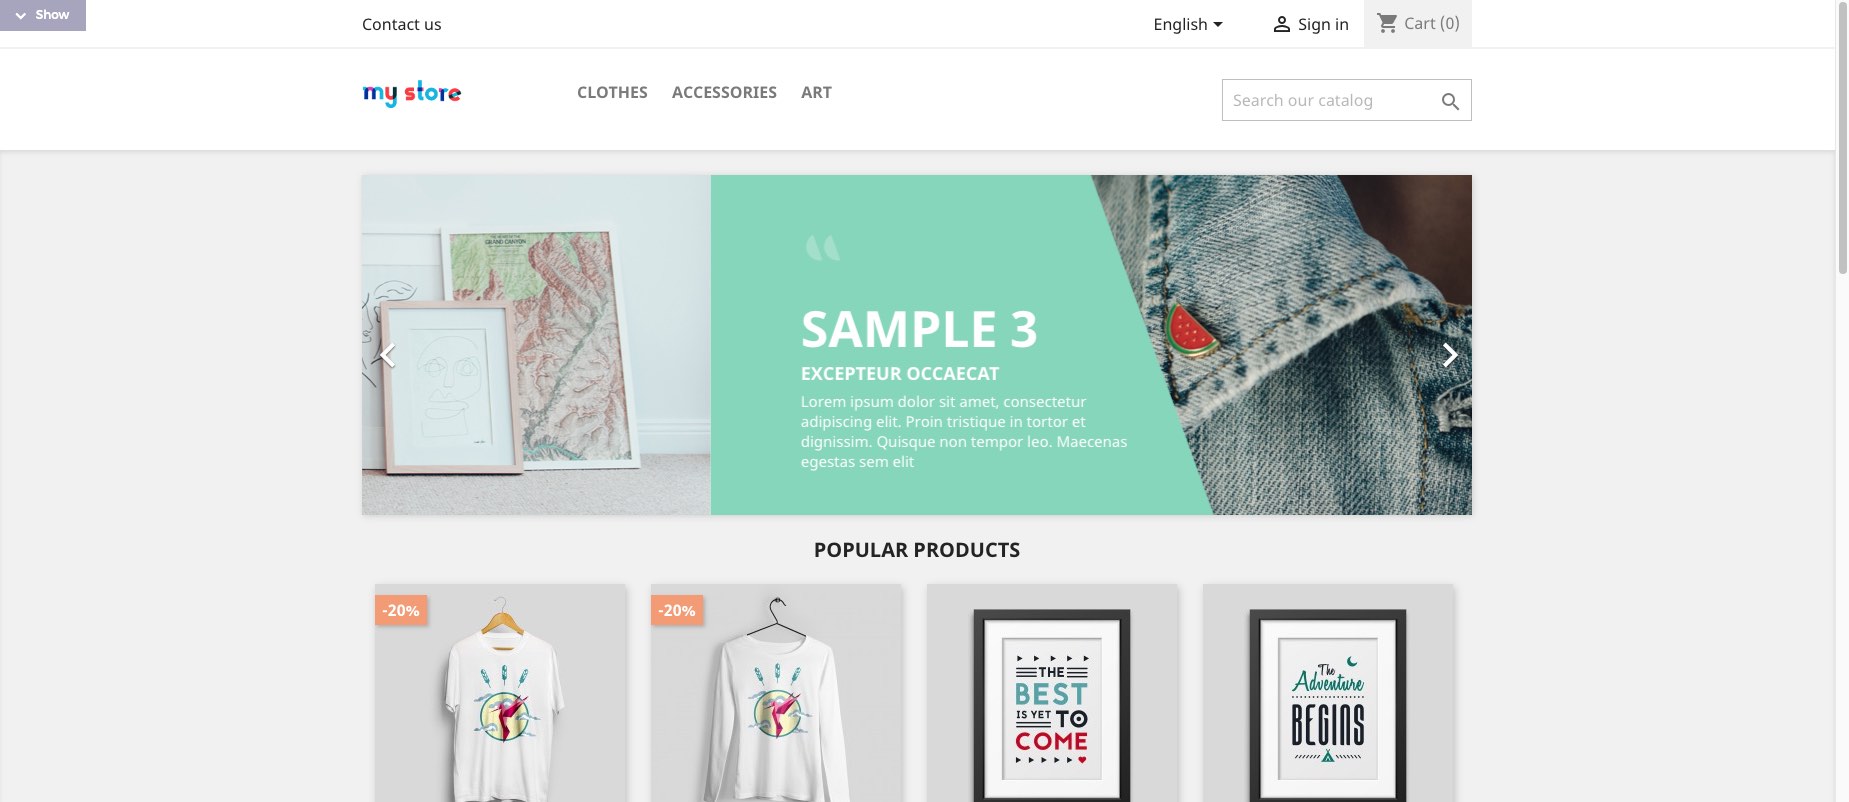 Show
Contact us
English
Sign in
Cart (0)
my store
CLOTHES
ACCESSORIES
ART
Search our catalog
GRAND CANYON
“
SAMPLE 3
EXCEPTEUR OCCAECAT
Lorem ipsum dolor sit amet, consectetur
adipiscing elit. Proin tristique in tortor et
dignissim. Quisque non tempor leo. Maecenas
egestas sem elit
POPULAR PRODUCTS
-20%
-20%
THE
BEST
IS YET TO
COME
The
Adventure
BEGINS